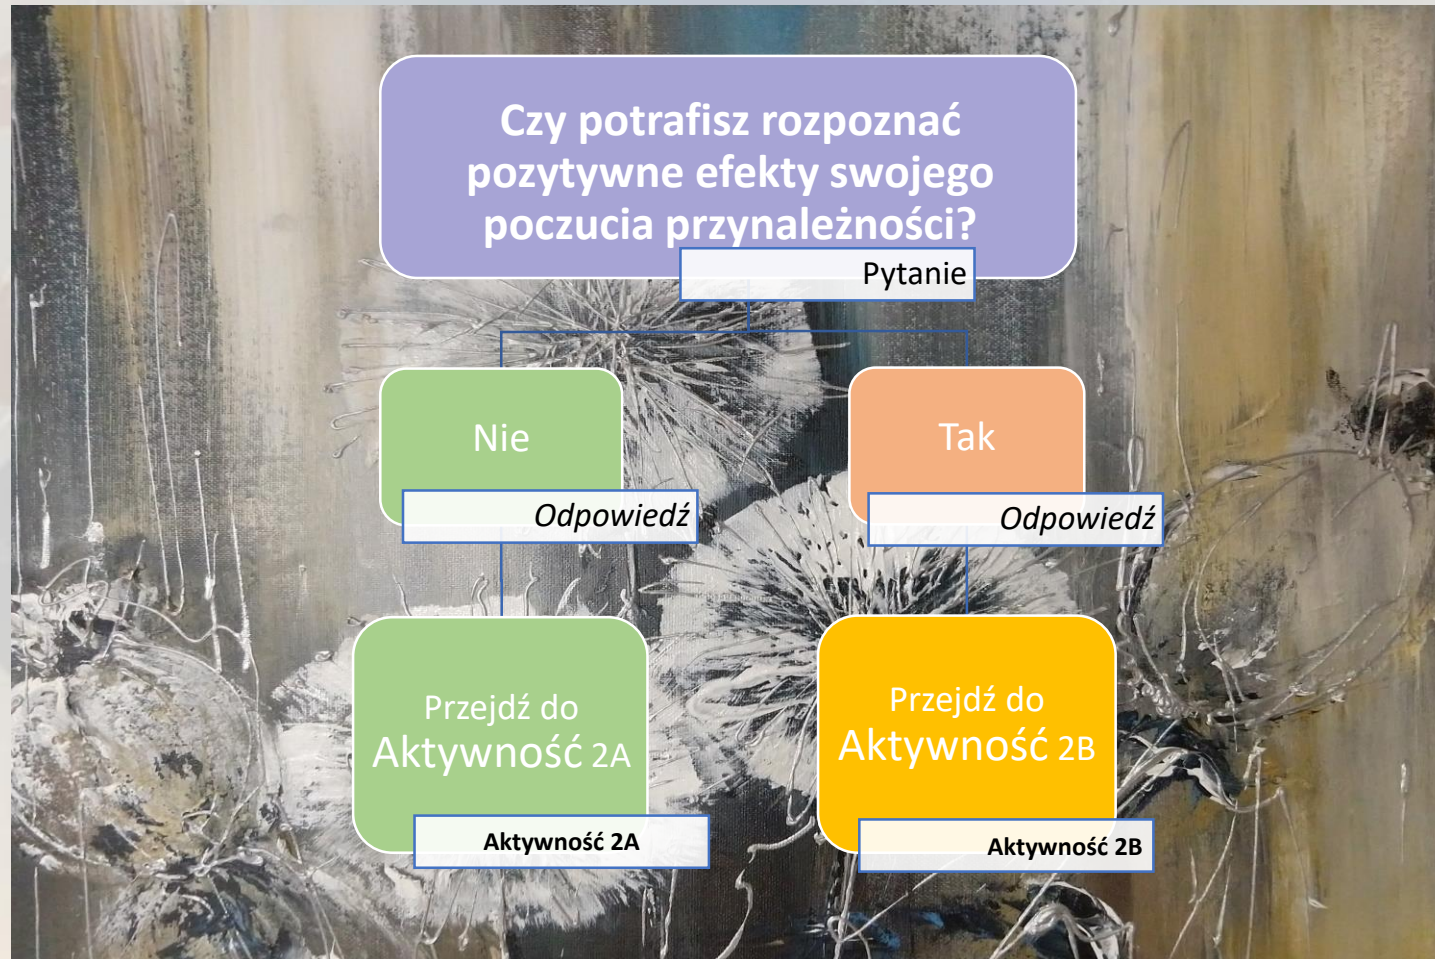 Czy potrafisz rozpoznać
pozytywne efekty swojego
poczucia przynależności?
Pytanie
Nie
Odpowiedź
Tak
Odpowiedź
Przejdź do
Aktywność 2A
Aktywność 2A
Przejdź do
Aktywność 2B
Aktywność 2B